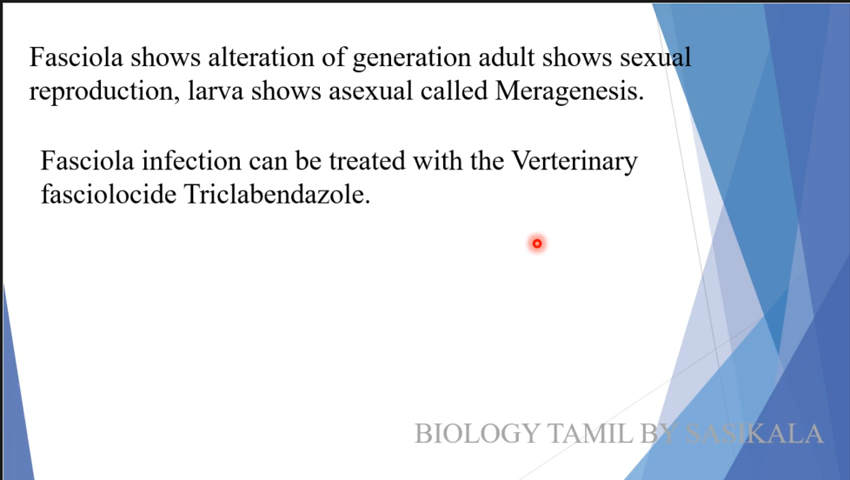 Fasciola shows alteration of generation adult shows sexual
reproduction, larva shows asexual called Meragenesis.
Fasciola infection can be treated with the Verterinary
fasciolocide Triclabendazole.
BIOLOGY TAMIL BY SASIKALA